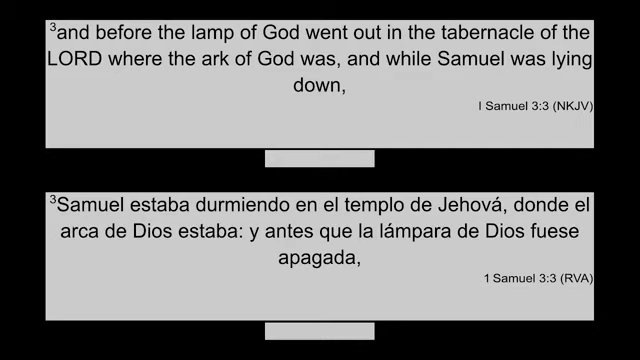 3and before the lamp of God went out in the tabernacle of the
LORD where the ark of God was, and while Samuel was lying
down,
I Samuel 3:3 (NKJV)
3Samuel estaba durmiendo en el templo de Jehová, donde el
arca de Dios estaba: y antes que la lámpara de Dios fuese
apagada,
1 Samuel 3:3 (RVA)